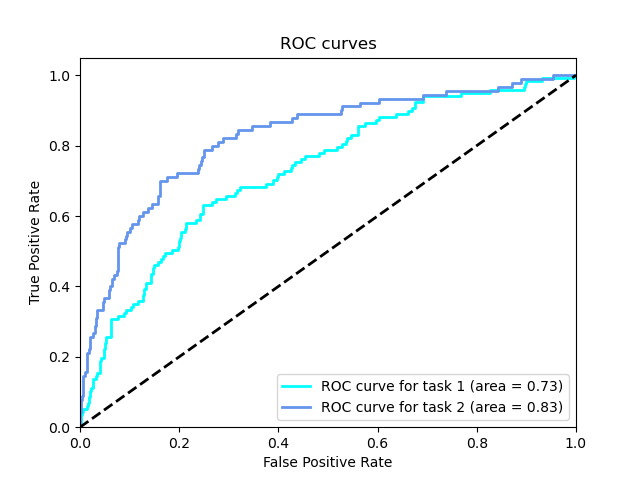 ROC curves
1.0
0.8
0.6
0.4
0.2
0.0
True Positive Rate
ROC curve for task 1 (area = 0.73)
ROC curve for task 2 (area = 0.83)
0.0 0.2 0.4 0.6 0.8 1.0
False Positive Rate